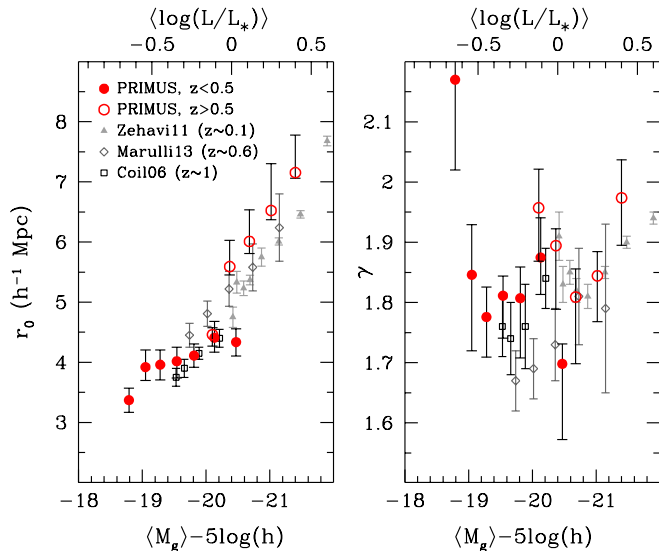 ⟨log(L/L*)⟩ ⟨log(L/L*)⟩
−0.5 0 0.5 −0.5 0 0.5
PRIMUS, z<0.5
PRIMUS, z>0.5
Zehavi11 (z~0.1)
Marulli13 (z~0.6)
Coil06 (z~1)
8
7
6
5
4
3
r₀ (h⁻¹ Mpc)
−18 −19 −20 −21
⟨Mg⟩−5log(h)
2.1
2
1.9
1.8
1.7
1.6
γ
−18 −19 −20 −21
⟨Mg⟩−5log(h)